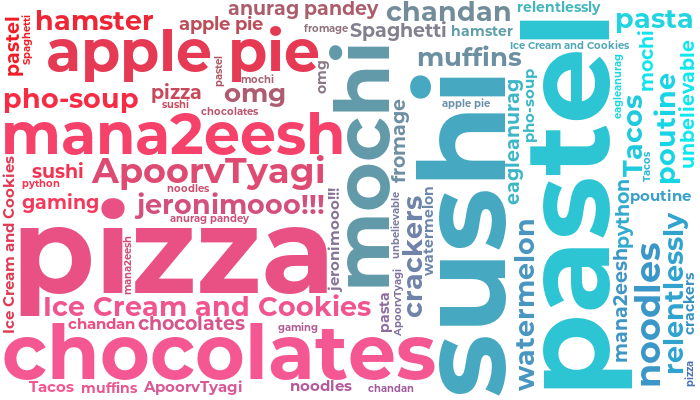 anurag pandey
chandan
relentlessly
pastel
Spaghetti
hamster
apple pie
fromage
Spaghetti
hamster
pasta
apple pie
pastel
mochi
omg
muffins
Ice Cream and Cookies
mochi
unbelievable
eagleanurag
pho-soup
pizza
sushi
omg
chocolates
mochi
fromage
apple pie
sushi
eagleanurag
pho-soup
pastel
Tacos
poutine
mana2eesh
ApoorvTyagi
Tacos
sushi
python
noodles
Ice Cream and Cookies
gaming
jeronimooo!!!
anurag pandey
jeronimooo!!!
unbelievable
crackers
watermelon
poutine
pizza
mana2eesh
watermelon
python
mana2eesh
noodles
relentlessly
crackers
Ice Cream and Cookies
pasta
ApoorvTyagi
chandan
chocolates
gaming
chocolates
pizza
Tacos
muffins
ApoorvTyagi
noodles
chandan